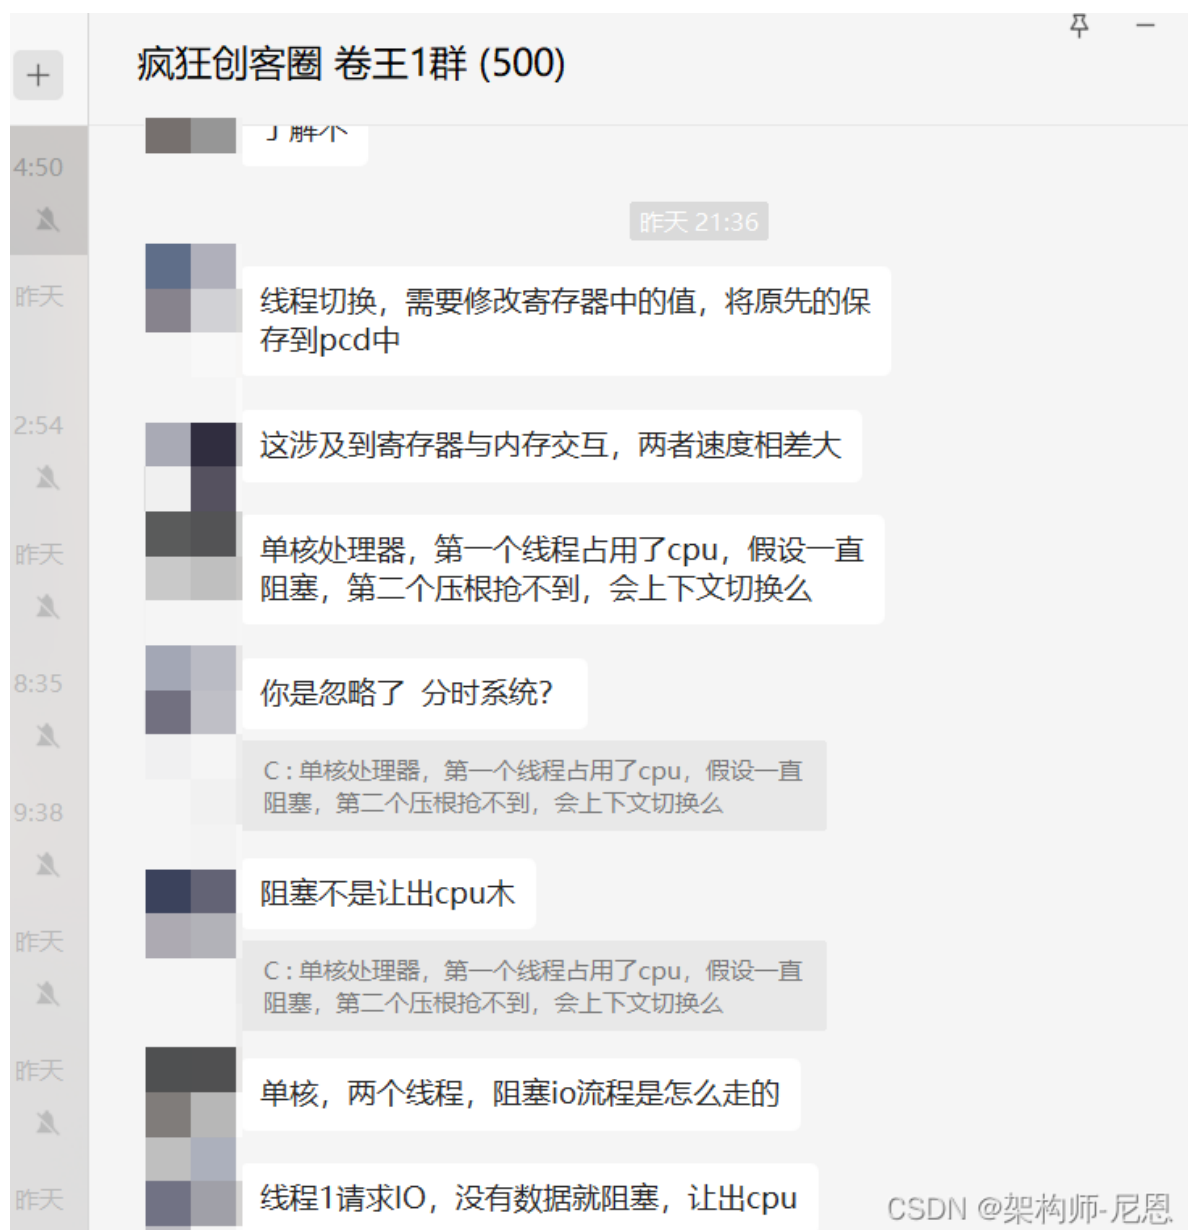 疯狂创客圈 卷王1群 (500)
4:50
了解不
昨天 21:36
昨天
线程切换，需要修改寄存器中的值，将原先的保
存到pcd中
2:54
这涉及到寄存器与内存交互，两者速度相差大
昨天
单核处理器，第一个线程占用了cpu，假设一直
阻塞，第二个压根抢不到，会上下文切换么
8:35
你是忽略了 分时系统？
C：单核处理器，第一个线程占用了cpu，假设一直
阻塞，第二个压根抢不到，会上下文切换么
9:38
阻塞不是让出cpu木
昨天
C：单核处理器，第一个线程占用了cpu，假设一直
阻塞，第二个压根抢不到，会上下文切换么
昨天
单核，两个线程，阻塞io流程是怎么走的
昨天
线程1请求IO，没有数据就阻塞，让出cpu
CSDN @架构师-尼恩